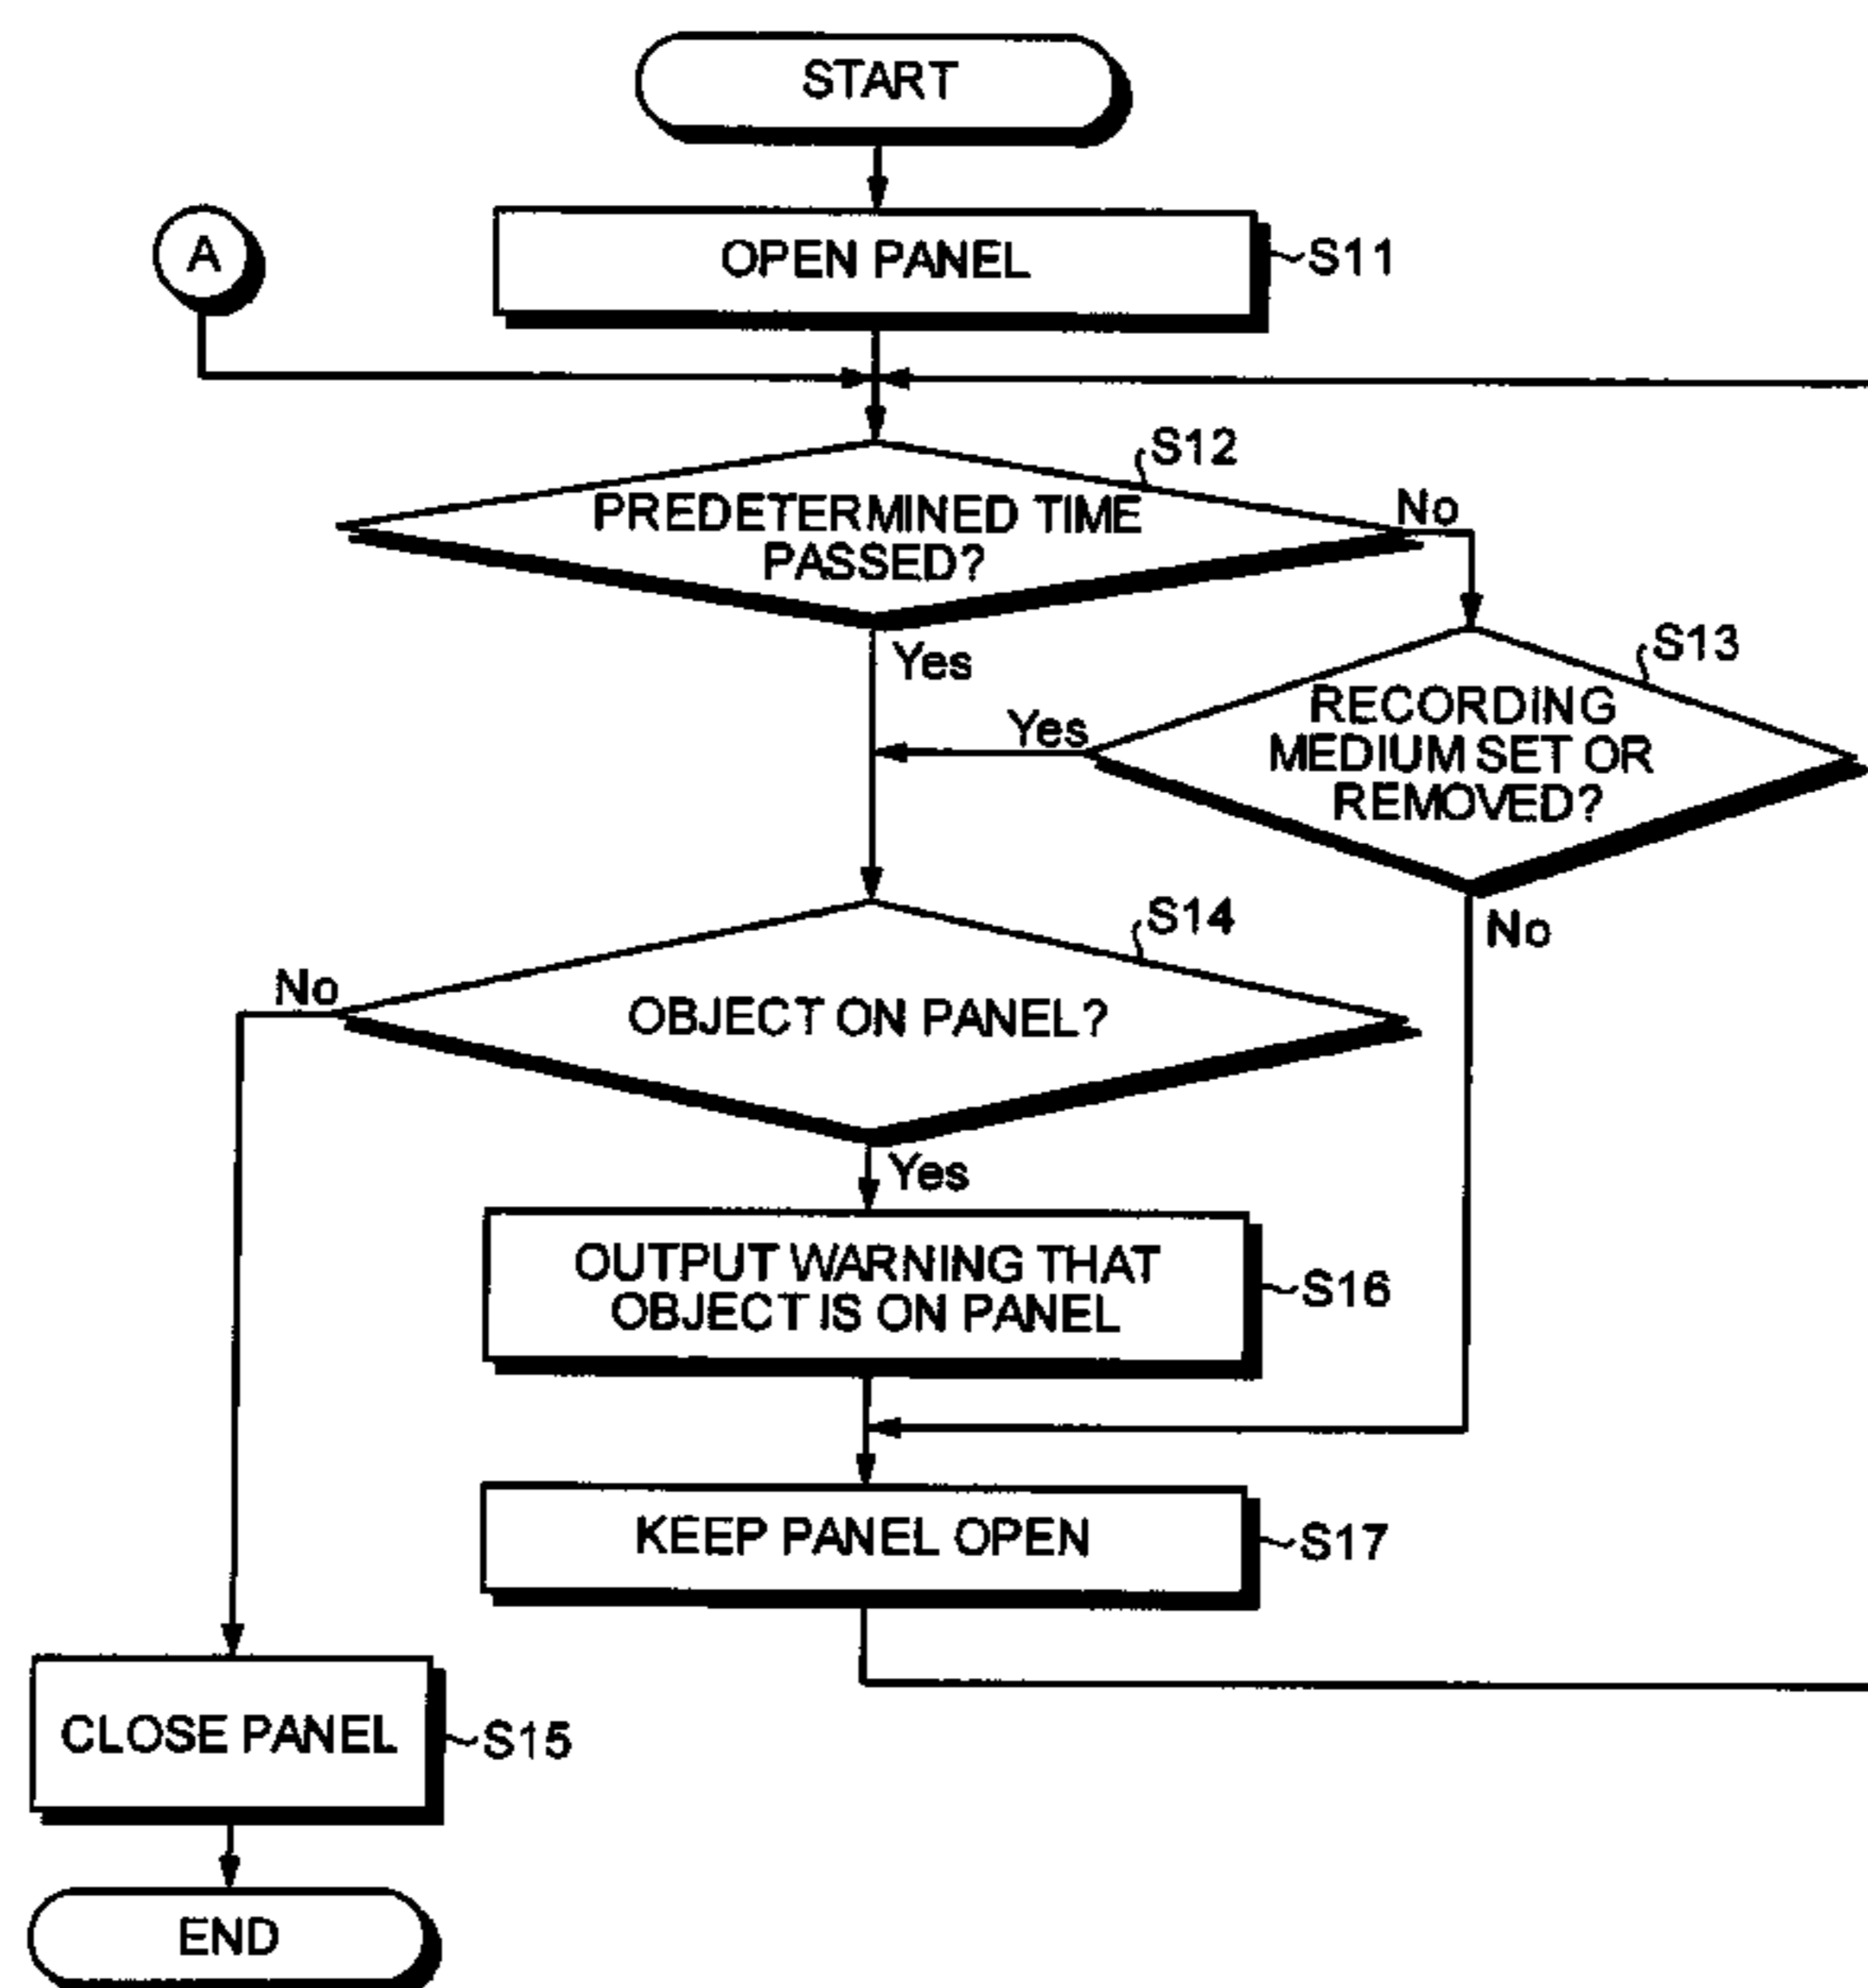 START
A
OPEN PANEL
S11
S12
PREDETERMINED TIME
PASSED?
No
Yes
S13
RECORDING
MEDIUM SET OR
REMOVED?
Yes
No
S14
OBJECT ON PANEL?
No
Yes
OUTPUT WARNING THAT
OBJECT IS ON PANEL
S16
KEEP PANEL OPEN
S17
CLOSE PANEL
S15
END